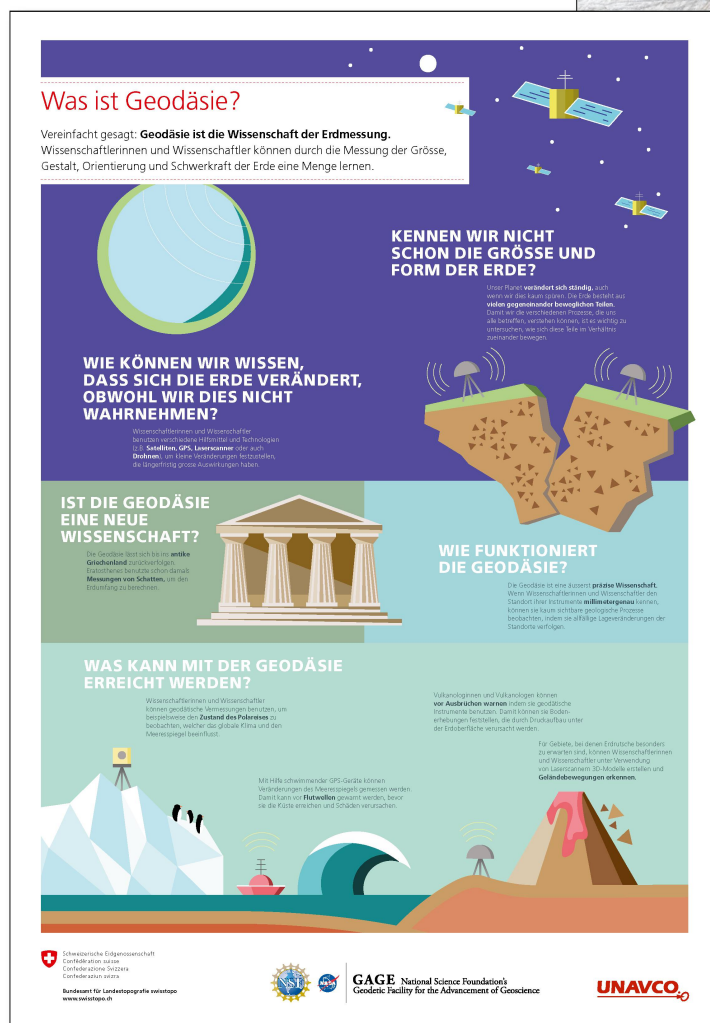 Was ist Geodäsie?
Vereinfacht gesagt: Geodäsie ist die Wissenschaft der Erdmessung.
Wissenschaftlerinnen und Wissenschaftler können durch die Messung der Grösse,
Gestalt, Orientierung und Schwerkraft der Erde eine Menge lernen.
KENNEN WIR NICHT
SCHON DIE GRÖSSE UND
FORM DER ERDE?
Unser Planet verändert sich ständig, auch
wenn wir dies kaum spüren. Die Erde besteht aus
vielen gegeneinander beweglichen Teilen.
Damit wir die verschiedenen Prozesse, die uns
alle betreffen, verstehen können, ist es wichtig zu
untersuchen, wie sich diese Teile im Verhältnis
zueinander bewegen.
WIE KÖNNEN WIR WISSEN,
DASS SICH DIE ERDE VERÄNDERT,
OBWOHL WIR DIES NICHT
WAHRNEHMEN?
Wissenschaftlerinnen und Wissenschaftler
benutzen verschiedene Hilfsmittel und Technologien
(z.B. Satelliten, GPS, Laserscanner oder auch
Drohnen), um kleine Veränderungen festzustellen,
die längerfristig grosse Auswirkungen haben.
IST DIE GEODÄSIE
EINE NEUE
WISSENSCHAFT?
Die Geodäsie lässt sich bis ins antike
Griechenland zurückverfolgen.
Eratosthenes benutzte schon damals
Messungen von Schatten, um den
Erdumfang zu berechnen.
WIE FUNKTIONIERT
DIE GEODÄSIE?
Die Geodäsie ist eine äusserst präzise Wissenschaft.
Wenn Wissenschaftlerinnen und Wissenschaftler den
Standort ihrer Instrumente millimetergenau kennen,
können sie kaum sichtbare geologische Prozesse
beobachten, indem sie allfällige Lageveränderungen der
Standorte verfolgen.
WAS KANN MIT DER GEODÄSIE
ERREICHT WERDEN?
Wissenschaftlerinnen und Wissenschaftler
können geodätische Vermessungen benutzen, um
beispielsweise den Zustand des Polareises zu
beobachten, welcher das globale Klima und den
Meeresspiegel beeinflusst.
Vulkanologinnen und Vulkanologen können
vor Ausbrüchen warnen indem sie geodätische
Instrumente benutzen. Damit können sie Boden-
erhebungen feststellen, die durch Druckaufbau unter
der Erdoberfläche verursacht werden.
Für Gebiete, bei denen Erdrutsche besonders
zu erwarten sind, können Wissenschaftlerinnen
und Wissenschaftler unter Verwendung
von Laserscannern 3D-Modelle erstellen und
Geländebewegungen erkennen.
Mit Hilfe schwimmender GPS-Geräte können
Veränderungen des Meeresspiegels gemessen werden.
Damit kann vor Flutwellen gewarnt werden, bevor
sie die Küste erreichen und Schäden verursachen.
Schweizerische Eidgenossenschaft
Confédération suisse
Confederazione Svizzera
Confederaziun svizra
Bundesamt für Landestopografie swisstopo
www.swisstopo.ch
NSF
NASA
GAGE National Science Foundation's
Geodetic Facility for the Advancement of Geoscience
UNAVCO